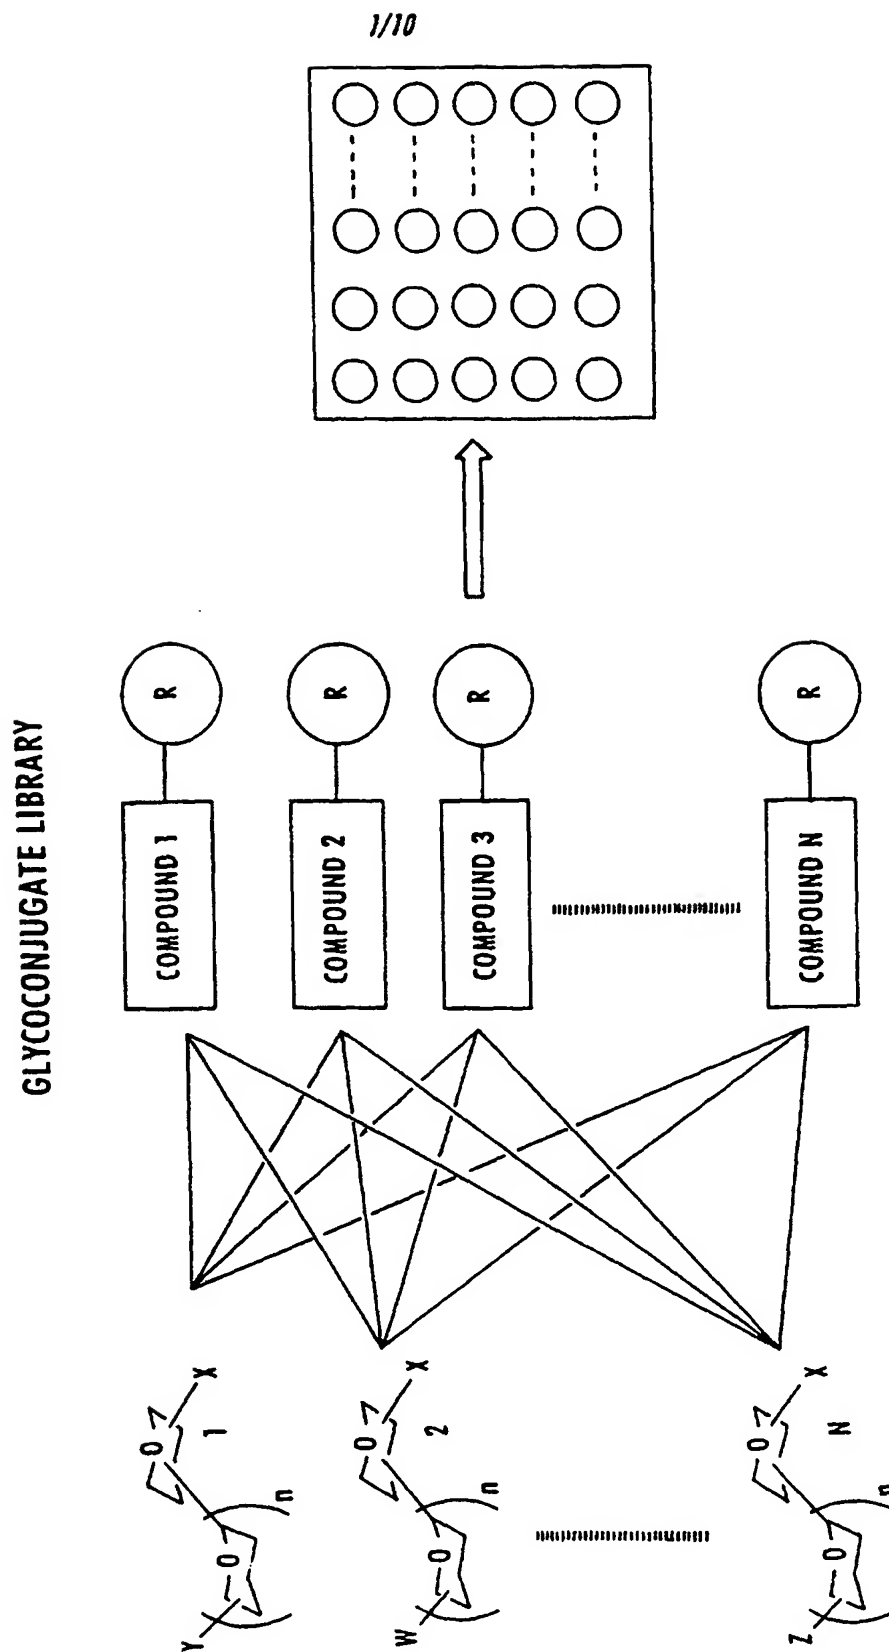 1/10
GLYCOCONJUGATE LIBRARY
Y
O
n
O
X
1
W
O
n
O
X
2
Z
O
n
O
X
N
COMPOUND 1
R
COMPOUND 2
R
COMPOUND 3
R
COMPOUND N
R